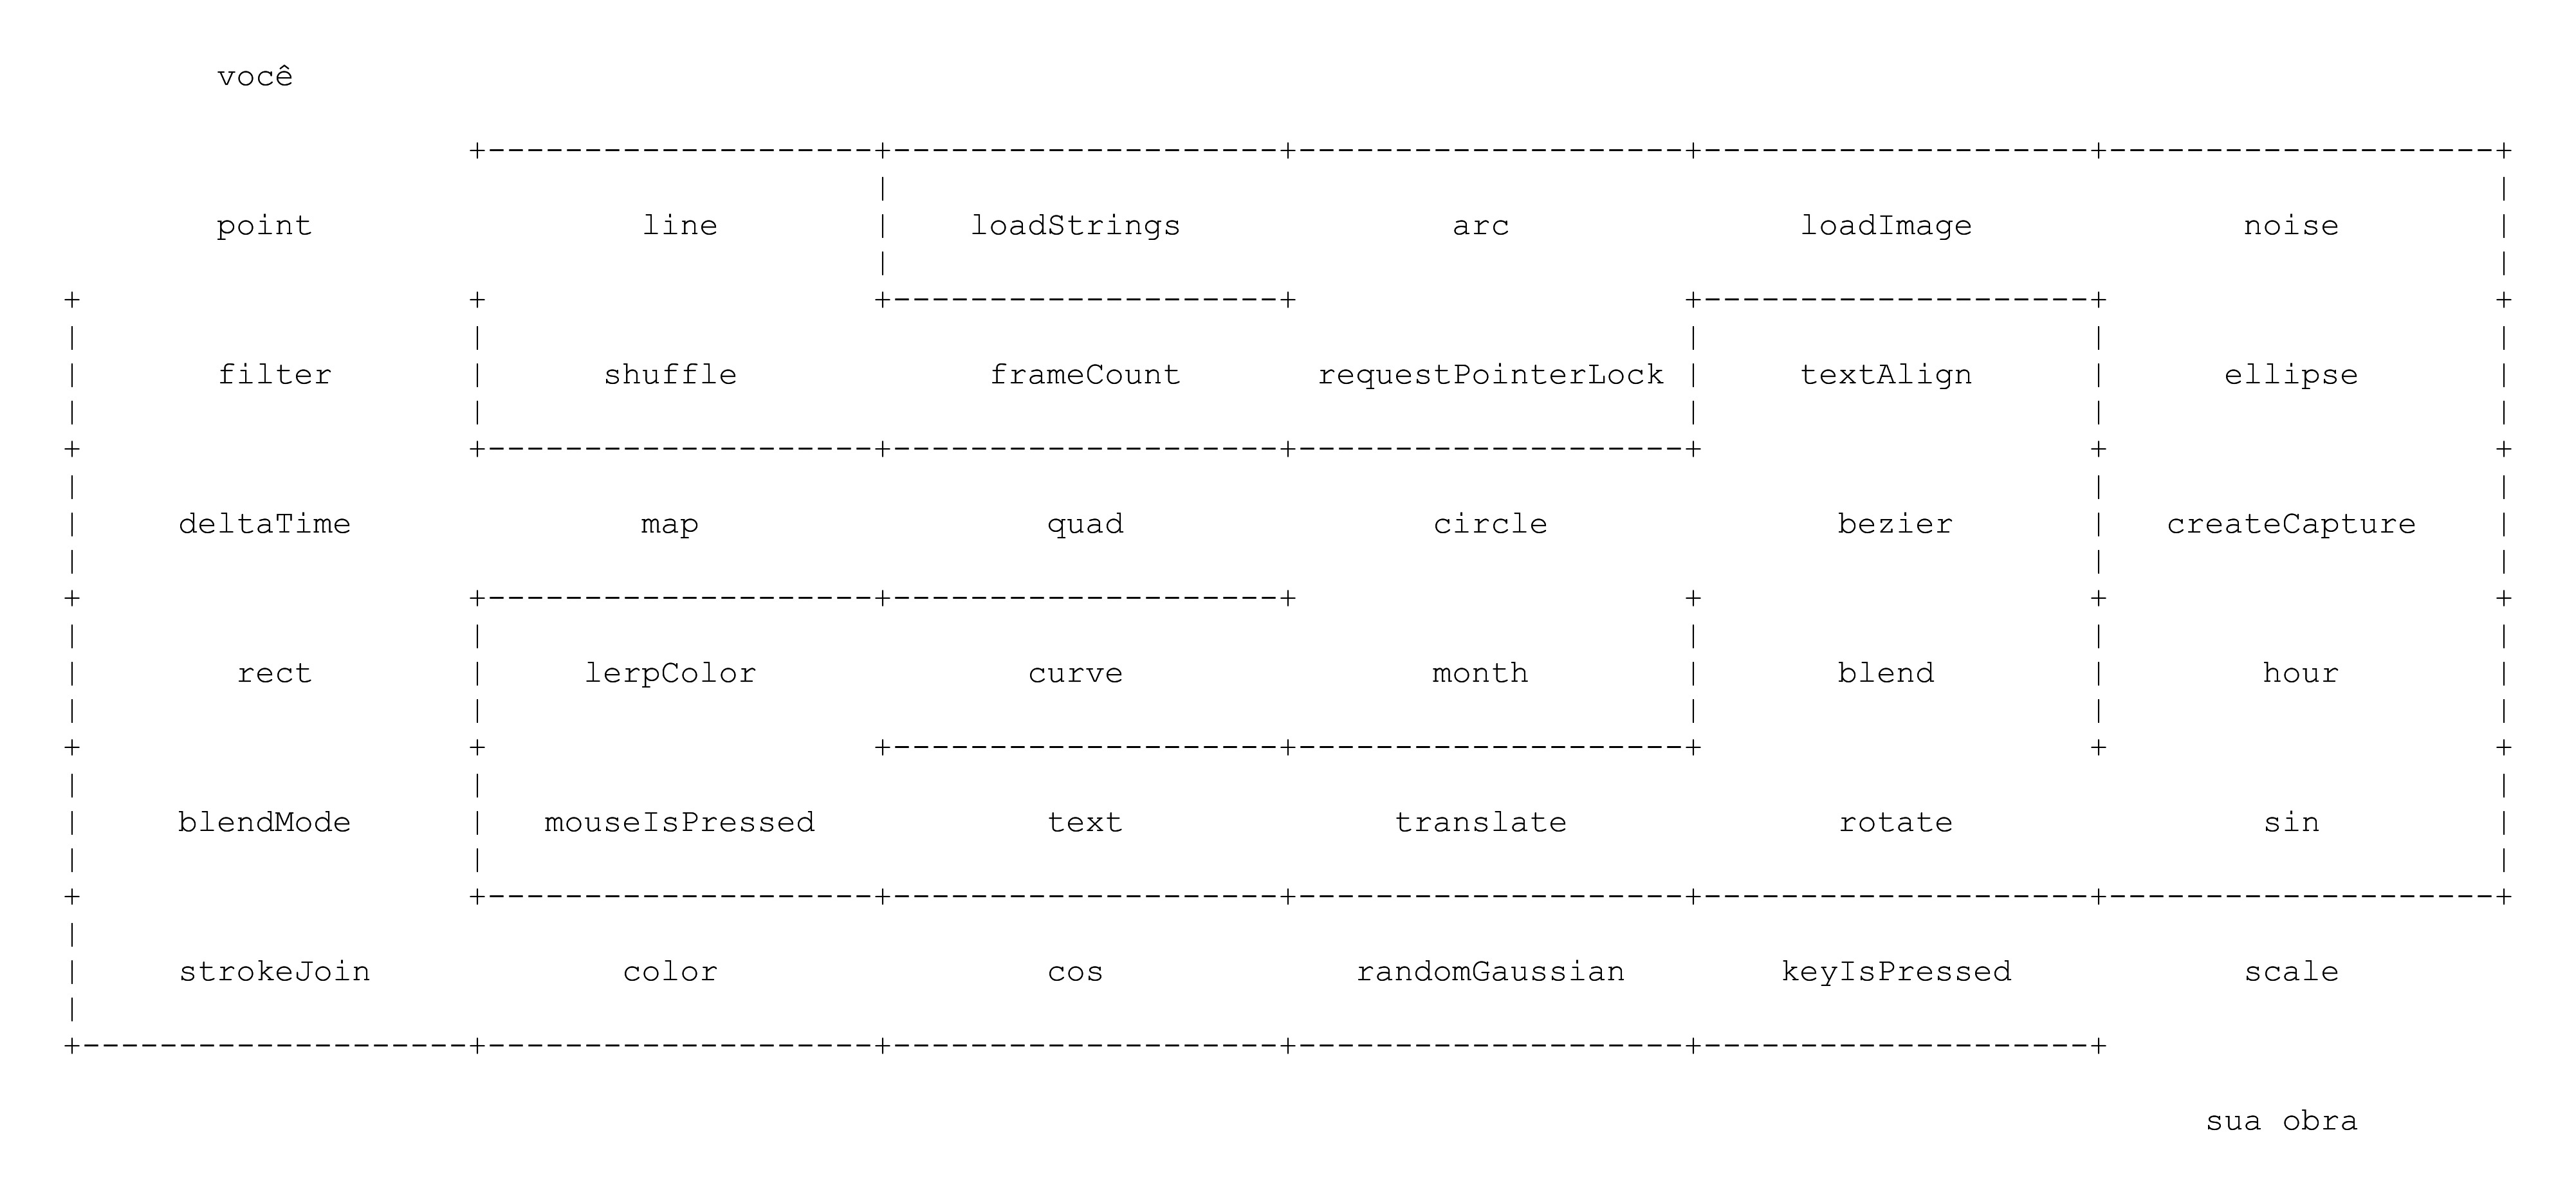 você
point line loadStrings arc loadImage noise
filter shuffle frameCount requestPointerLock textAlign ellipse
deltaTime map quad circle bezier createCapture
rect lerpColor curve month blend hour
blendMode mouseIsPressed text translate rotate sin
strokeJoin color cos randomGaussian keyIsPressed scale
sua obra